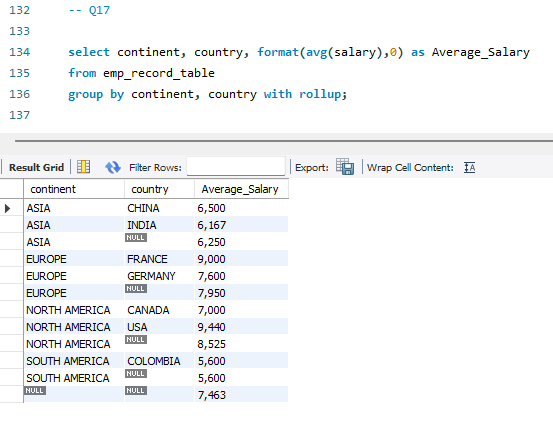 132 -- Q17
133
134 select continent, country, format(avg(salary),0) as Average_Salary
135 from emp_record_table
136 group by continent, country with rollup;
137
Result Grid Filter Rows: Export: Wrap Cell Content: IA
continent country Average_Salary
ASIA CHINA 6,500
ASIA INDIA 6,167
ASIA NULL 6,250
EUROPE FRANCE 9,000
EUROPE GERMANY 7,600
EUROPE NULL 7,950
NORTH AMERICA CANADA 7,000
NORTH AMERICA USA 9,440
NORTH AMERICA NULL 8,525
SOUTH AMERICA COLOMBIA 5,600
SOUTH AMERICA NULL 5,600
NULL NULL 7,463